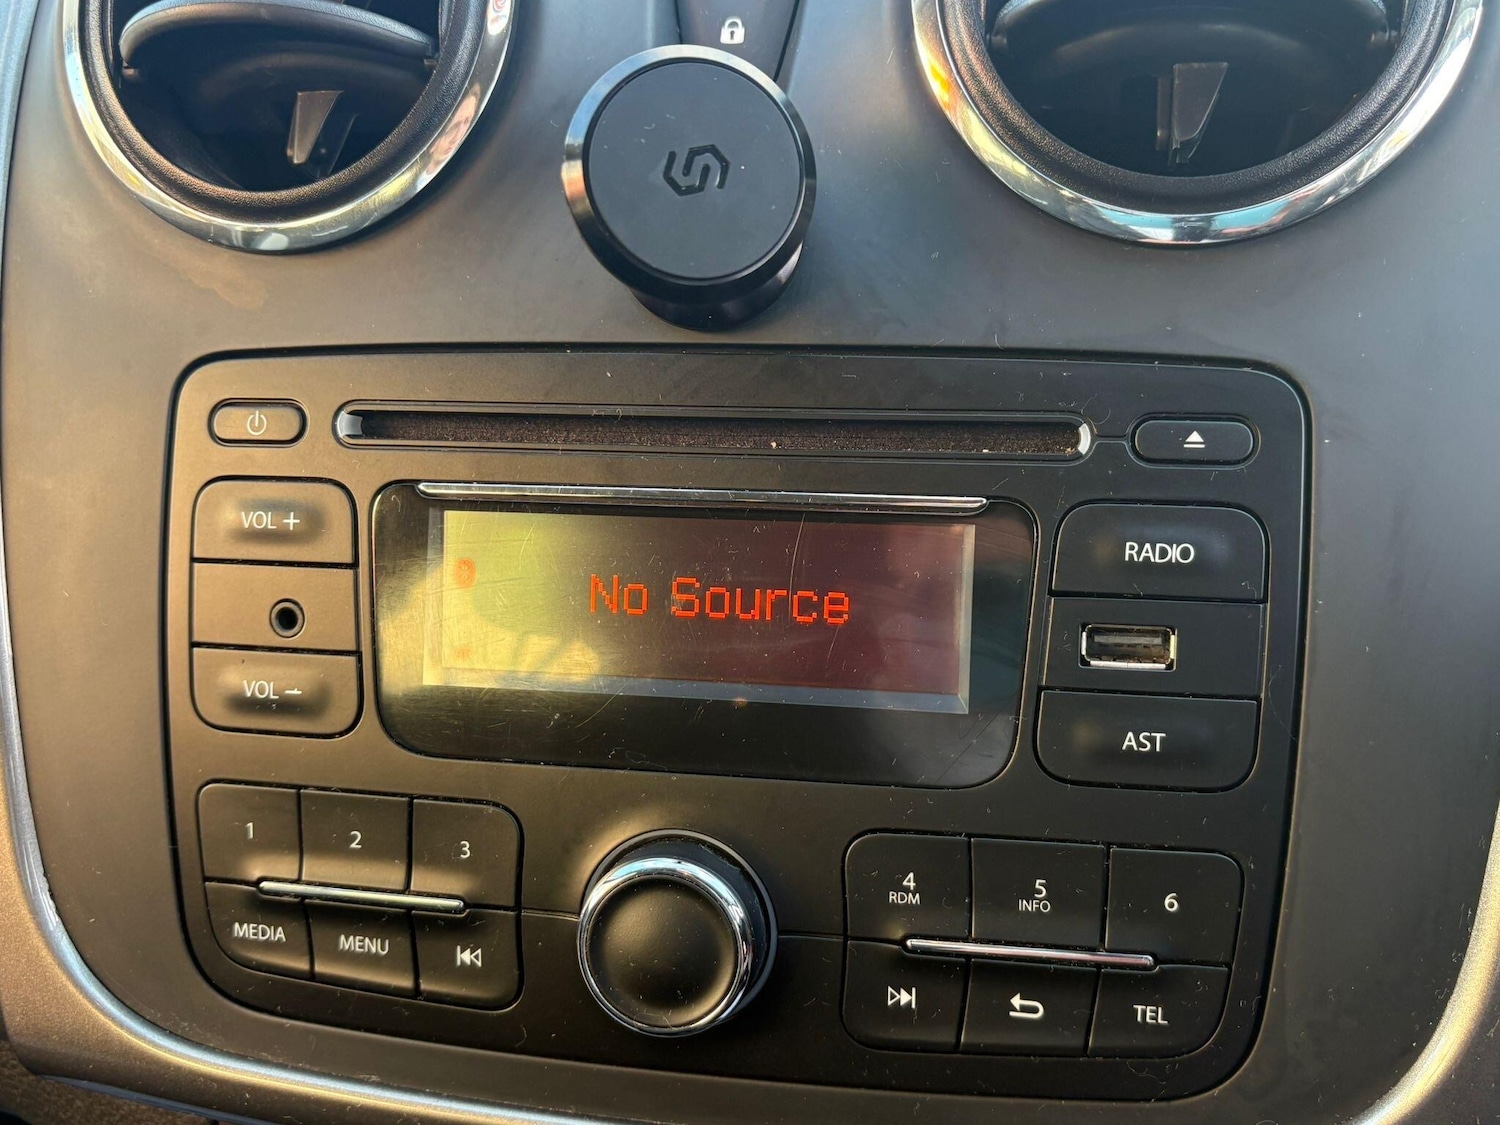 VOL +
VOL –
No Source
RADIO
AST
1
2
3
MEDIA
MENU
4
RDM
5
INFO
6
TEL